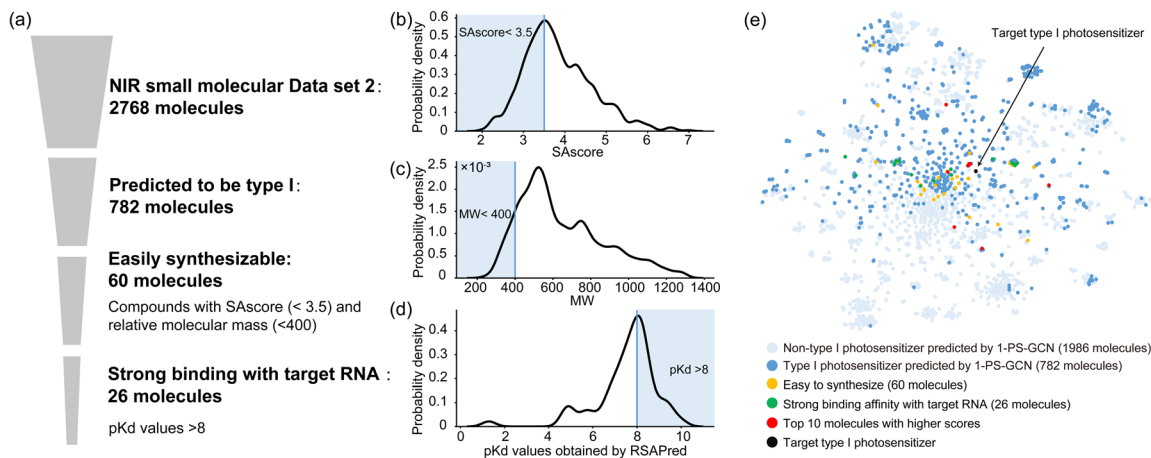 (a)
NIR small molecular Data set 2:
2768 molecules
Predicted to be type I:
782 molecules
Easily synthesizable:
60 molecules
Compounds with SAscore (< 3.5) and
relative molecular mass (<400)
Strong binding with target RNA :
26 molecules
pKd values >8
(b)
Probability density
0.6
0.5
0.4
0.3
0.2
0.1
0
SAscore< 3.5
2 3 4 5 6 7
SAscore
(c)
Probability density
×10⁻³
2.5
2.0
1.5
1.0
0.5
0
MW< 400
200 400 600 800 1000 1200 1400
MW
(d)
Probability density
0.4
0.2
0.0
pKd >8
0 2 4 6 8 10
pKd values obtained by RSAPred
(e)
Target type I photosensitizer
Non-type I photosensitizer predicted by 1-PS-GCN (1986 molecules)
Type I photosensitizer predicted by 1-PS-GCN (782 molecules)
Easy to synthesize (60 molecules)
Strong binding affinity with target RNA (26 molecules)
Top 10 molecules with higher scores
Target type I photosensitizer